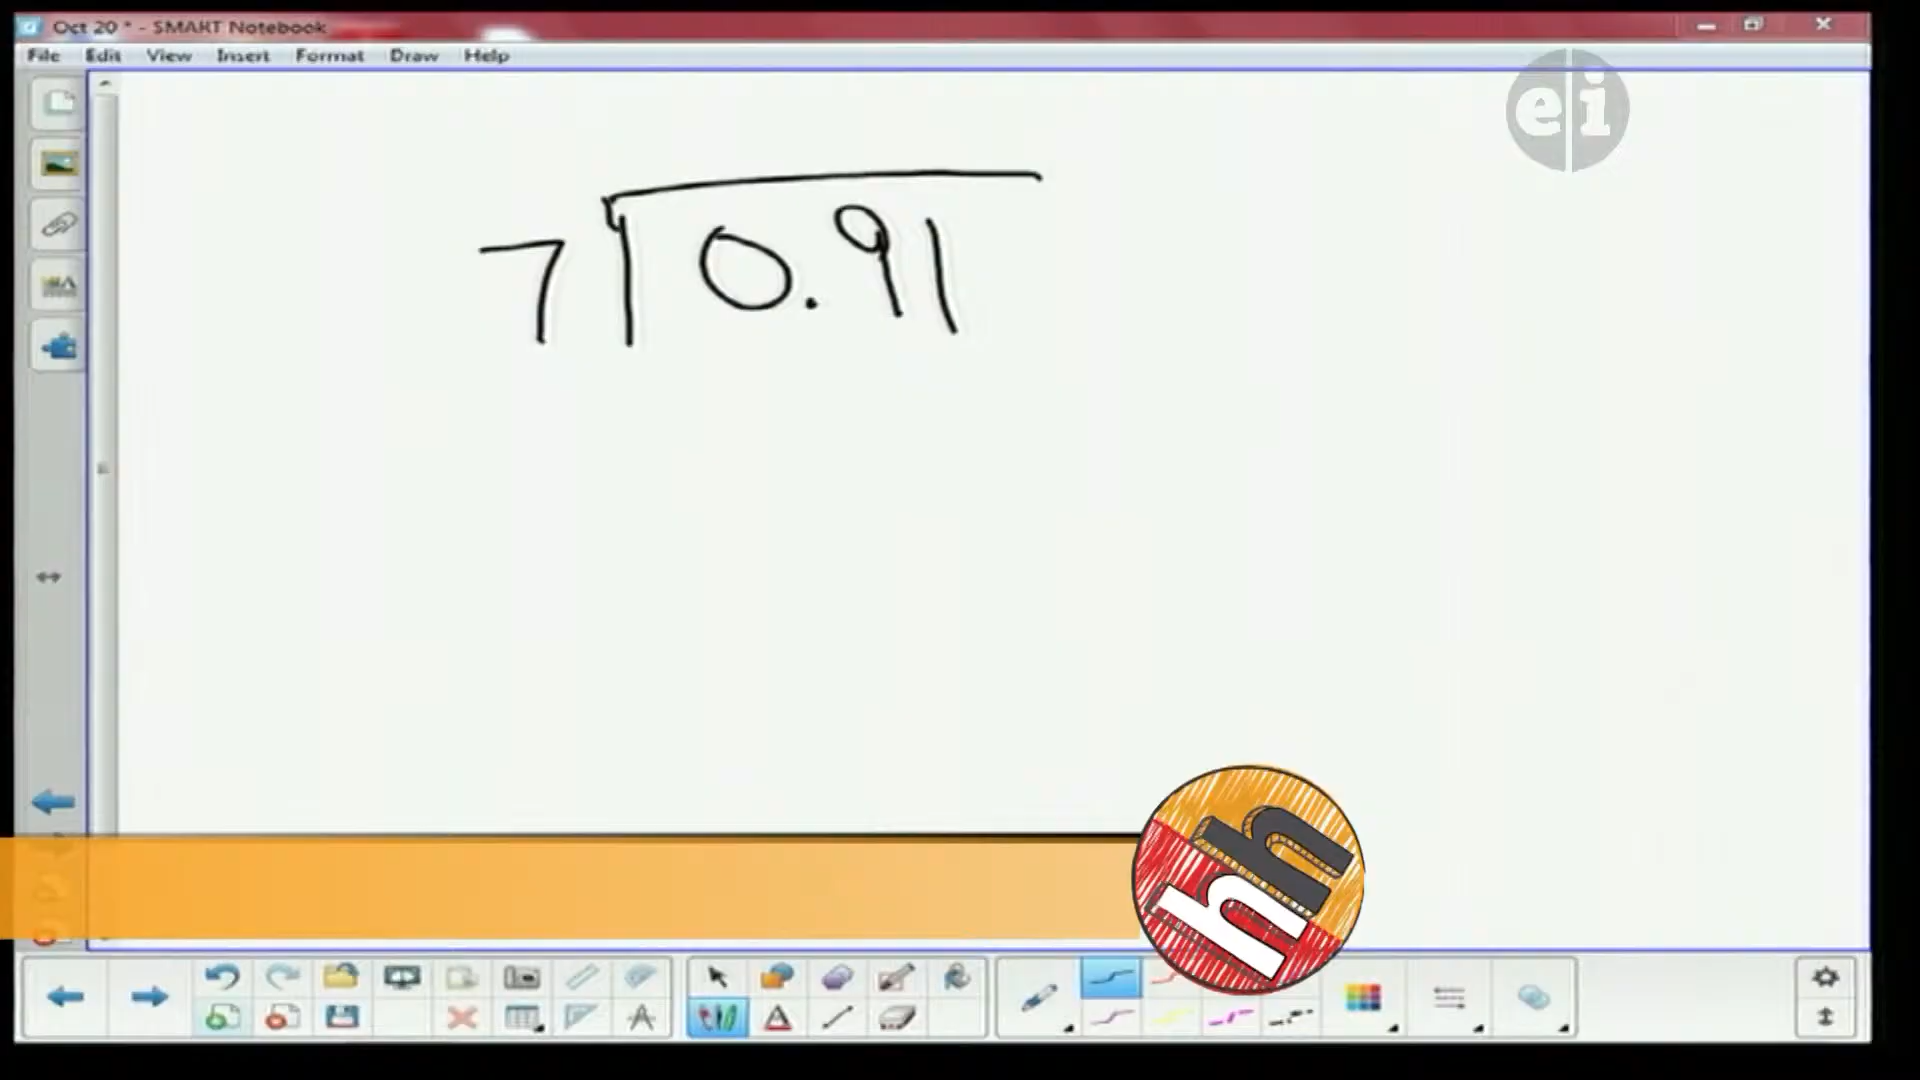 Oct 20 * - SMART Notebook
File Edit View Insert Format Draw Help
ei
7 0.91
hh